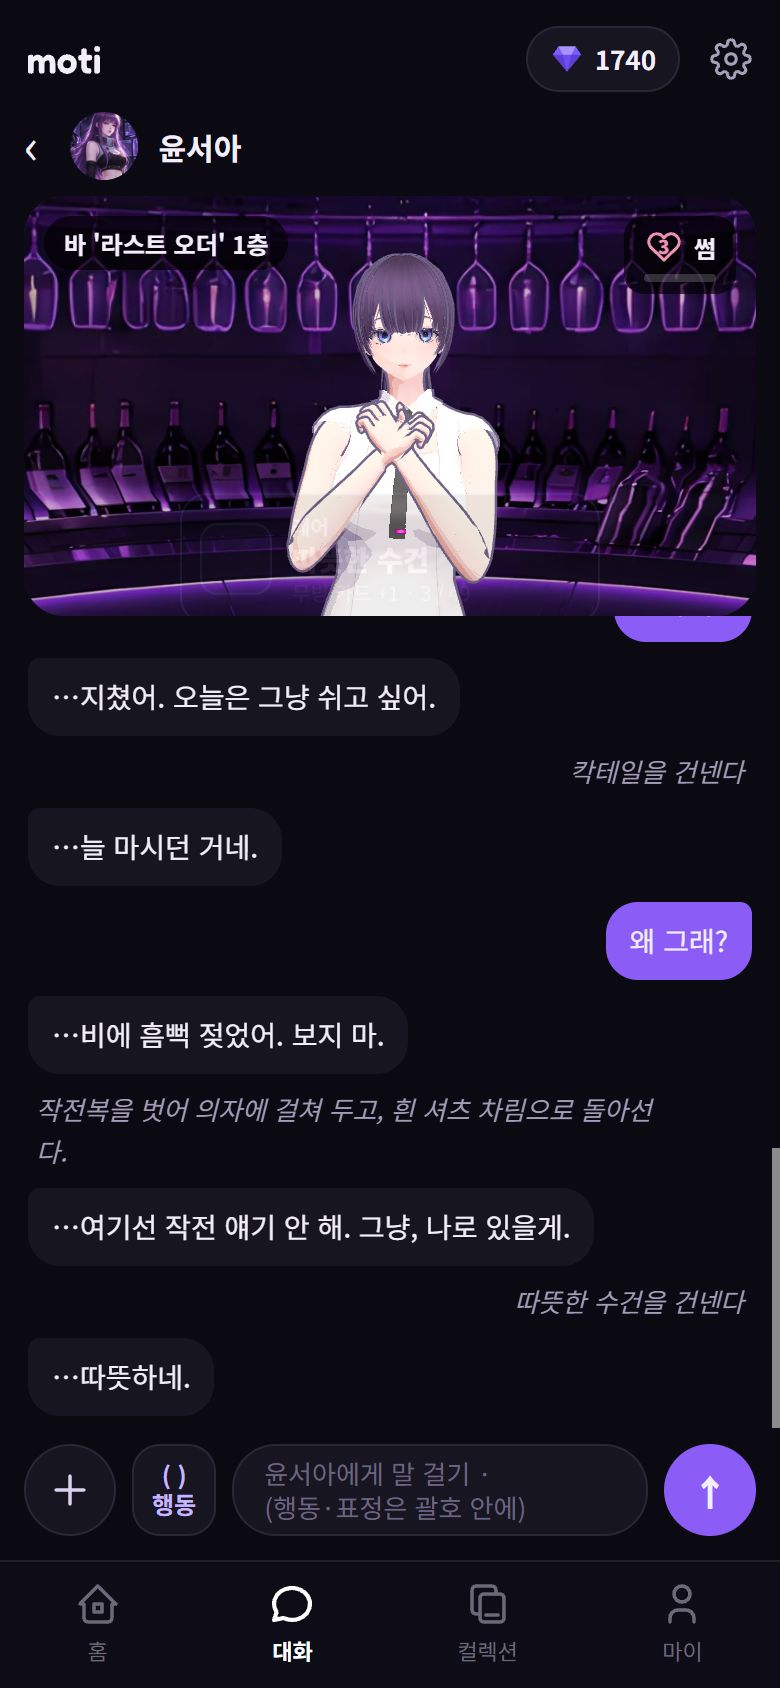 moti
1740
윤서아
바 '라스트 오더' 1층
3 썸
수건
…지쳤어. 오늘은 그냥 쉬고 싶어.
칵테일을 건넨다
…늘 마시던 거네.
왜 그래?
…비에 흠뻑 젖었어. 보지 마.
작전복을 벗어 의자에 걸쳐 두고, 흰 셔츠 차림으로 돌아선
다.
…여기선 작전 얘기 안 해. 그냥, 나로 있을게.
따뜻한 수건을 건넨다
…따뜻하네.
( )
행동
윤서아에게 말 걸기 ·
(행동·표정은 괄호 안에)
홈
대화
컬렉션
마이